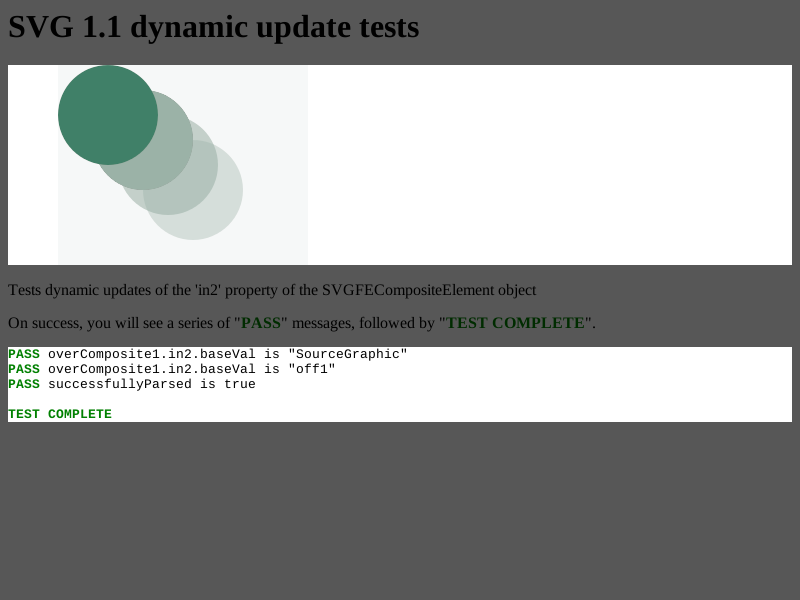 SVG 1.1 dynamic update tests
Tests dynamic updates of the 'in2' property of the SVGFECompositeElement object
On success, you will see a series of "PASS" messages, followed by "TEST COMPLETE".
PASS overComposite1.in2.baseVal is "SourceGraphic"
PASS overComposite1.in2.baseVal is "off1"
PASS successfullyParsed is true
TEST COMPLETE